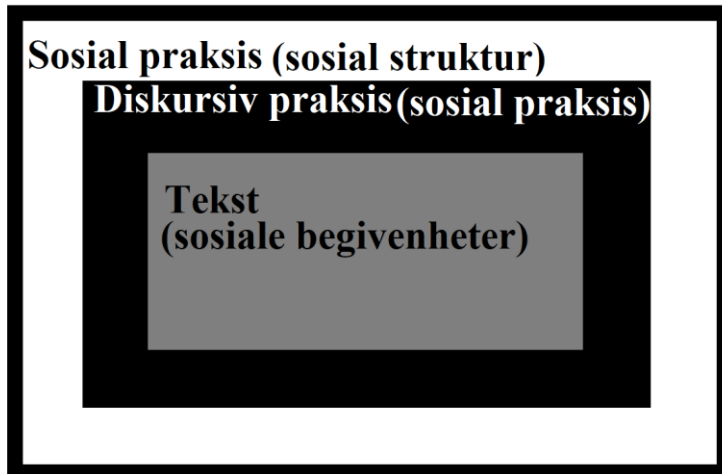 Sosial praksis (sosial struktur)
Diskursiv praksis (sosial praksis)
Tekst
(sosiale begivenheter)